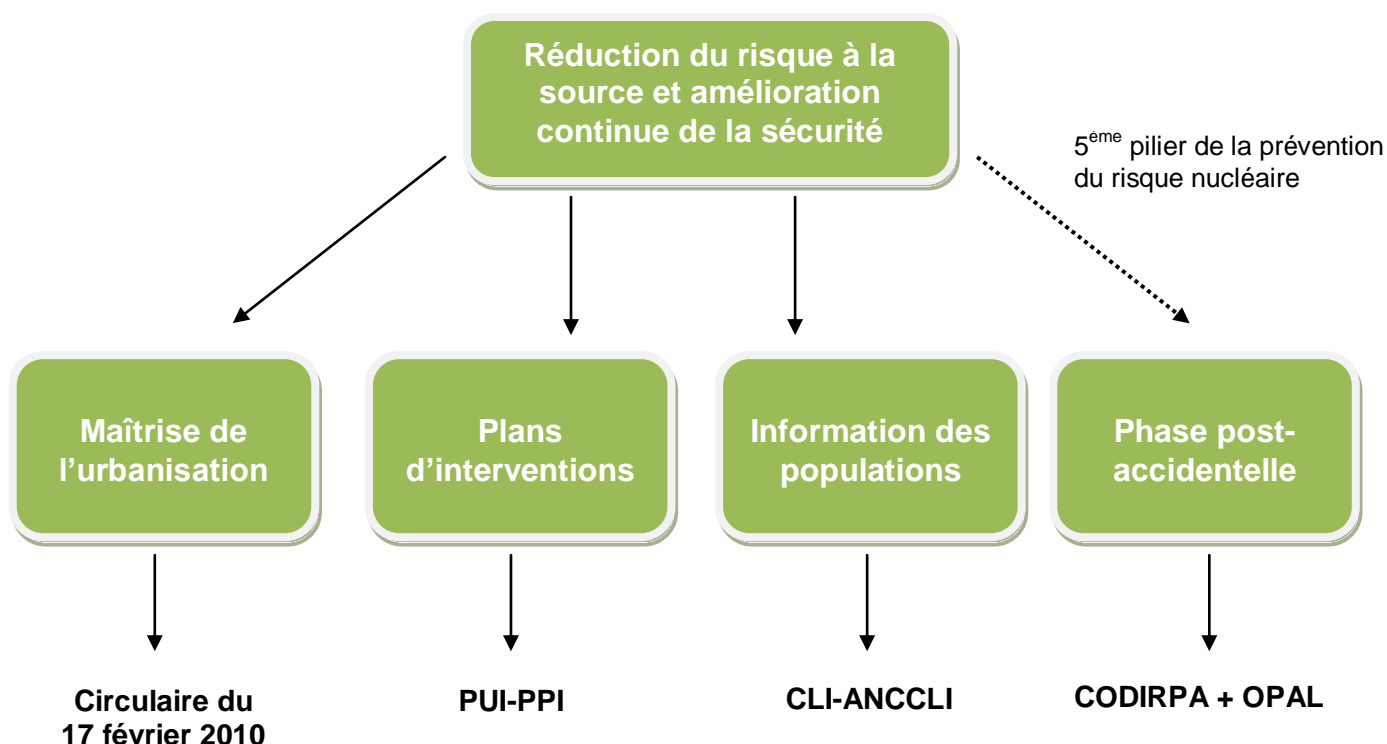 Réduction du risque à la
source et amélioration
continue de la sécurité
5ème pilier de la prévention
du risque nucléaire
Maîtrise de
l’urbanisation
Plans
d’interventions
Information des
populations
Phase post-
accidentelle
Circulaire du
17 février 2010
PUI-PPI
CLI-ANCCLI
CODIRPA + OPAL